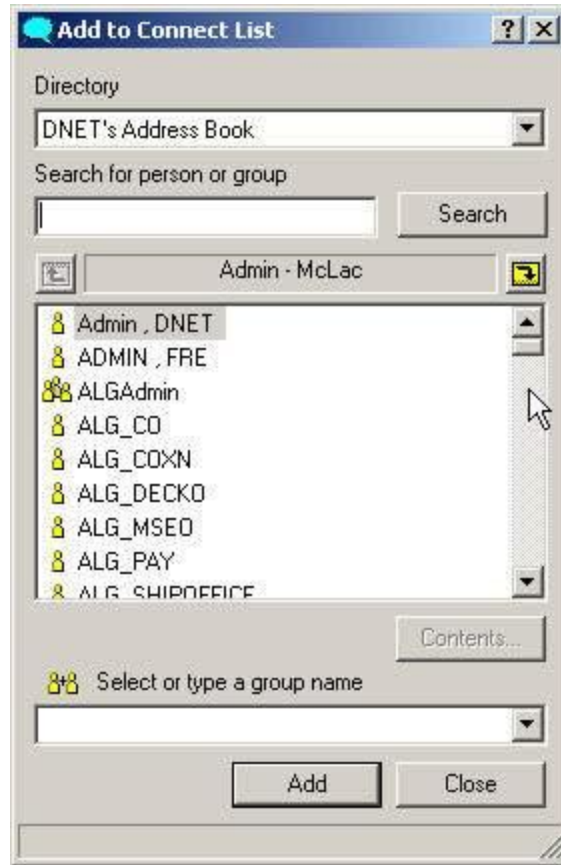 Add to Connect List
Directory
DNET's Address Book
Search for person or group
Search
Admin - McLac
Admin , DNET
ADMIN , FRE
ALGAdmin
ALG_CO
ALG_COXN
ALG_DECKO
ALG_MSEO
ALG_PAY
ALG_SHIPOFFICE
Contents...
Select or type a group name
Add Close